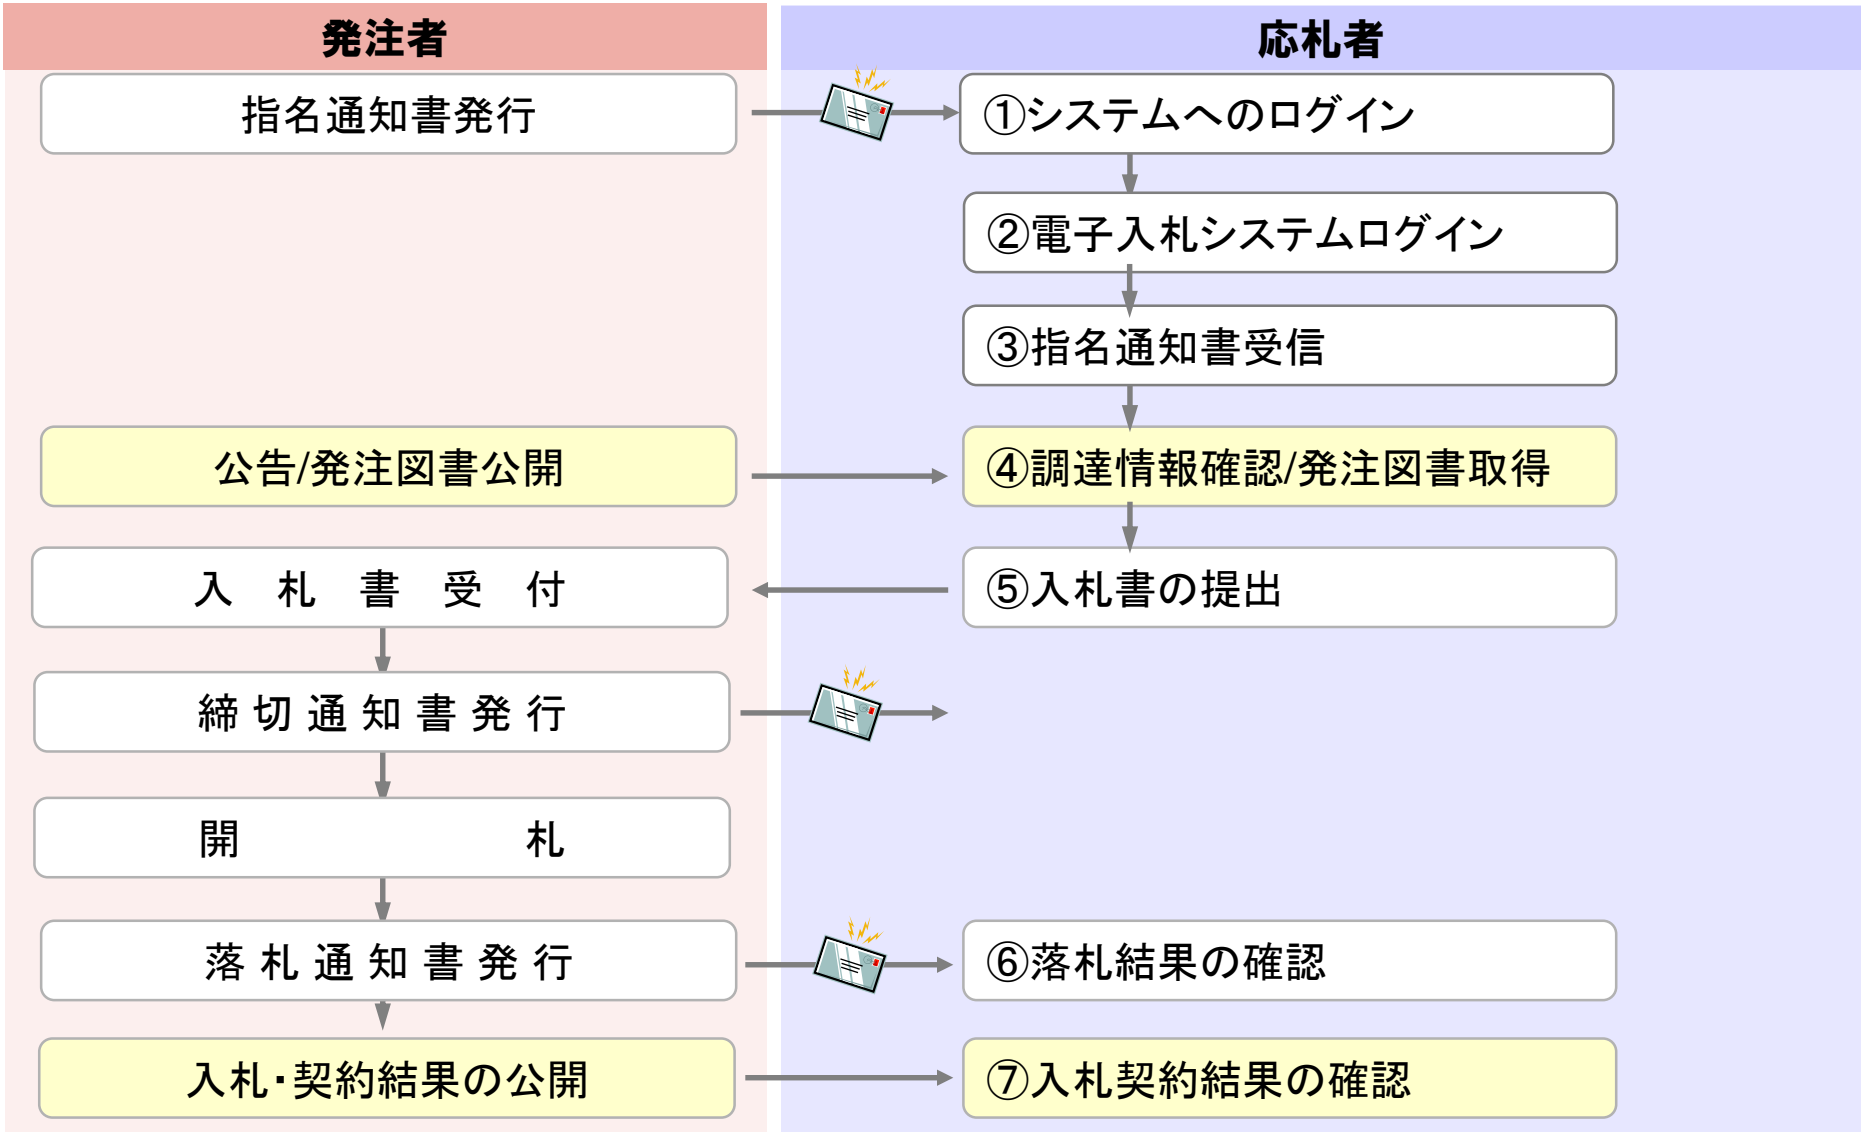 発注者
応札者
指名通知書発行
①システムへのログイン
②電子入札システムログイン
③指名通知書受信
公告/発注図書公開
④調達情報確認/発注図書取得
入札書受付
⑤入札書の提出
締切通知書発行
開札
落札通知書発行
⑥落札結果の確認
入札・契約結果の公開
⑦入札契約結果の確認